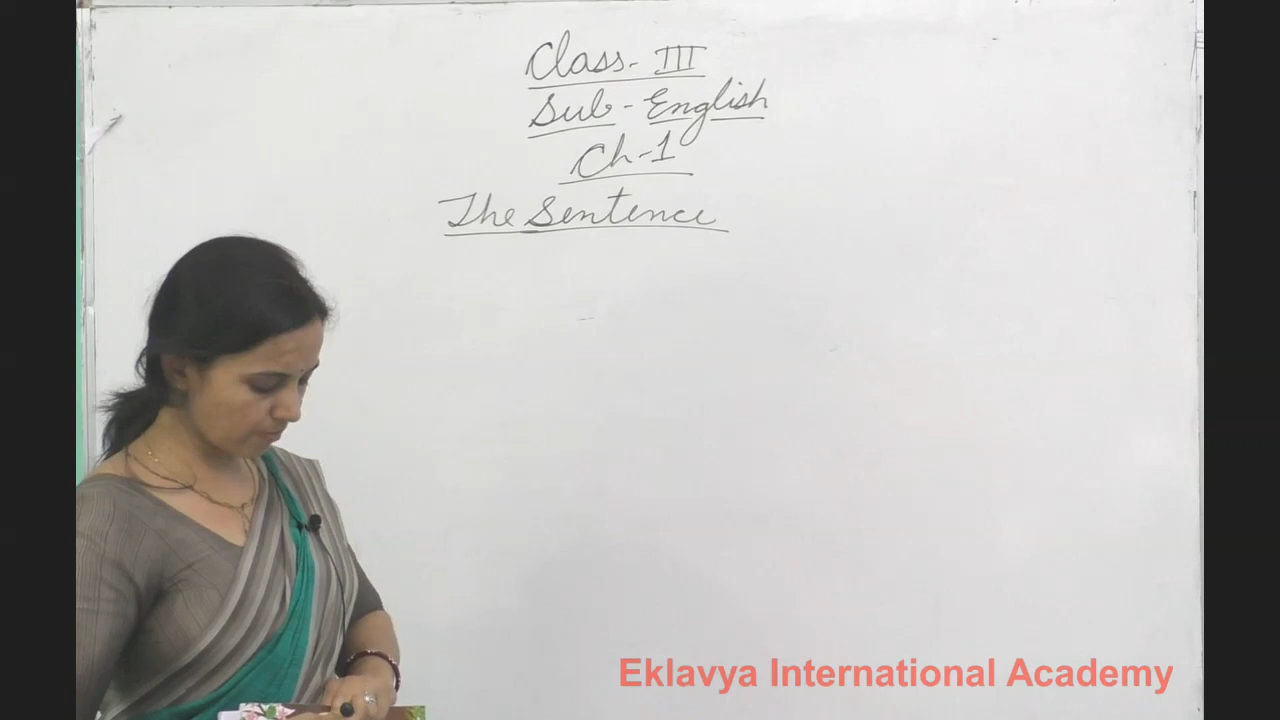 Class - III
Sub - English
Ch-1
The Sentence
Eklavya International Academy